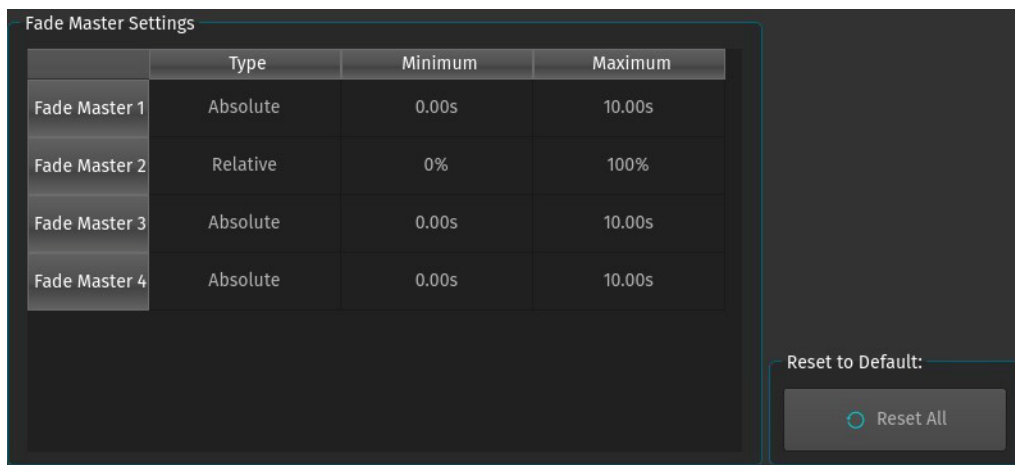 Fade Master Settings
Type Minimum Maximum
Fade Master 1 Absolute 0.00s 10.00s
Fade Master 2 Relative 0% 100%
Fade Master 3 Absolute 0.00s 10.00s
Fade Master 4 Absolute 0.00s 10.00s
Reset to Default:
Reset All